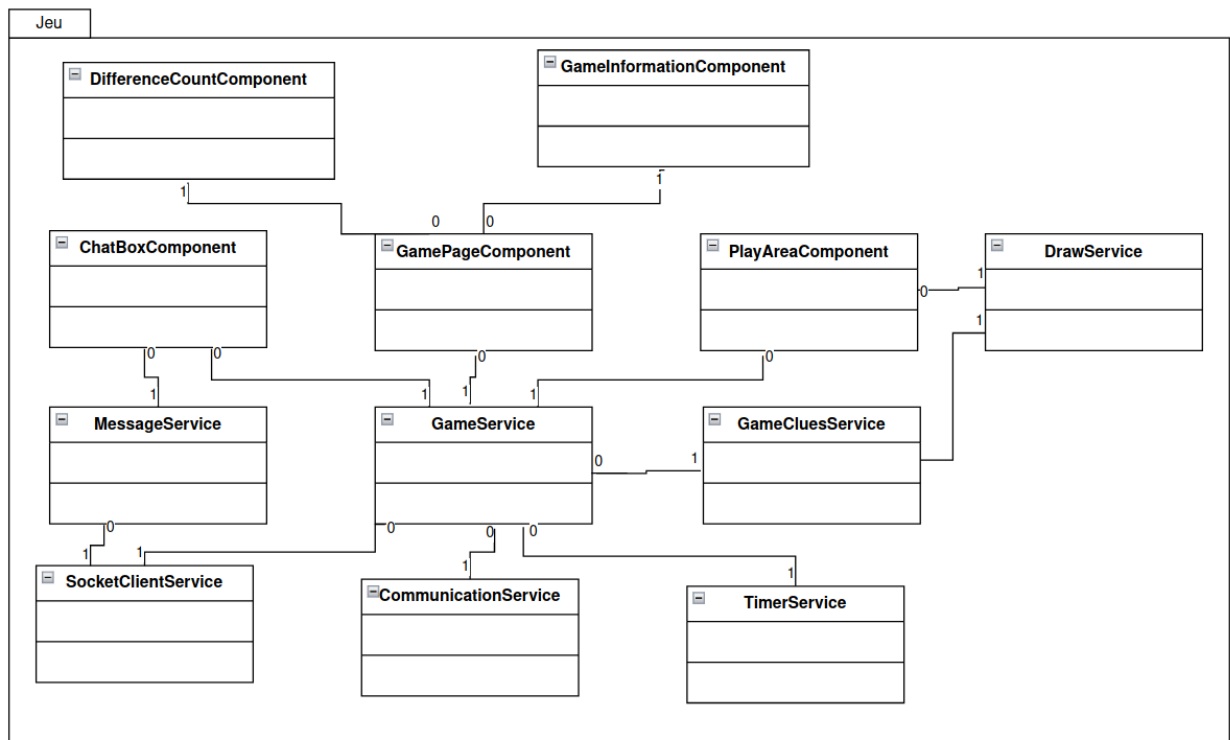 Jeu
DifferenceCountComponent
GameInformationComponent
1
1
0
0
ChatBoxComponent
GamePageComponent
PlayAreaComponent
DrawService
1
0
1
0
0
0
0
1
1
1
1
MessageService
GameService
GameCluesService
0
1
0
0
0
0
1
1
1
1
SocketClientService
CommunicationService
TimerService